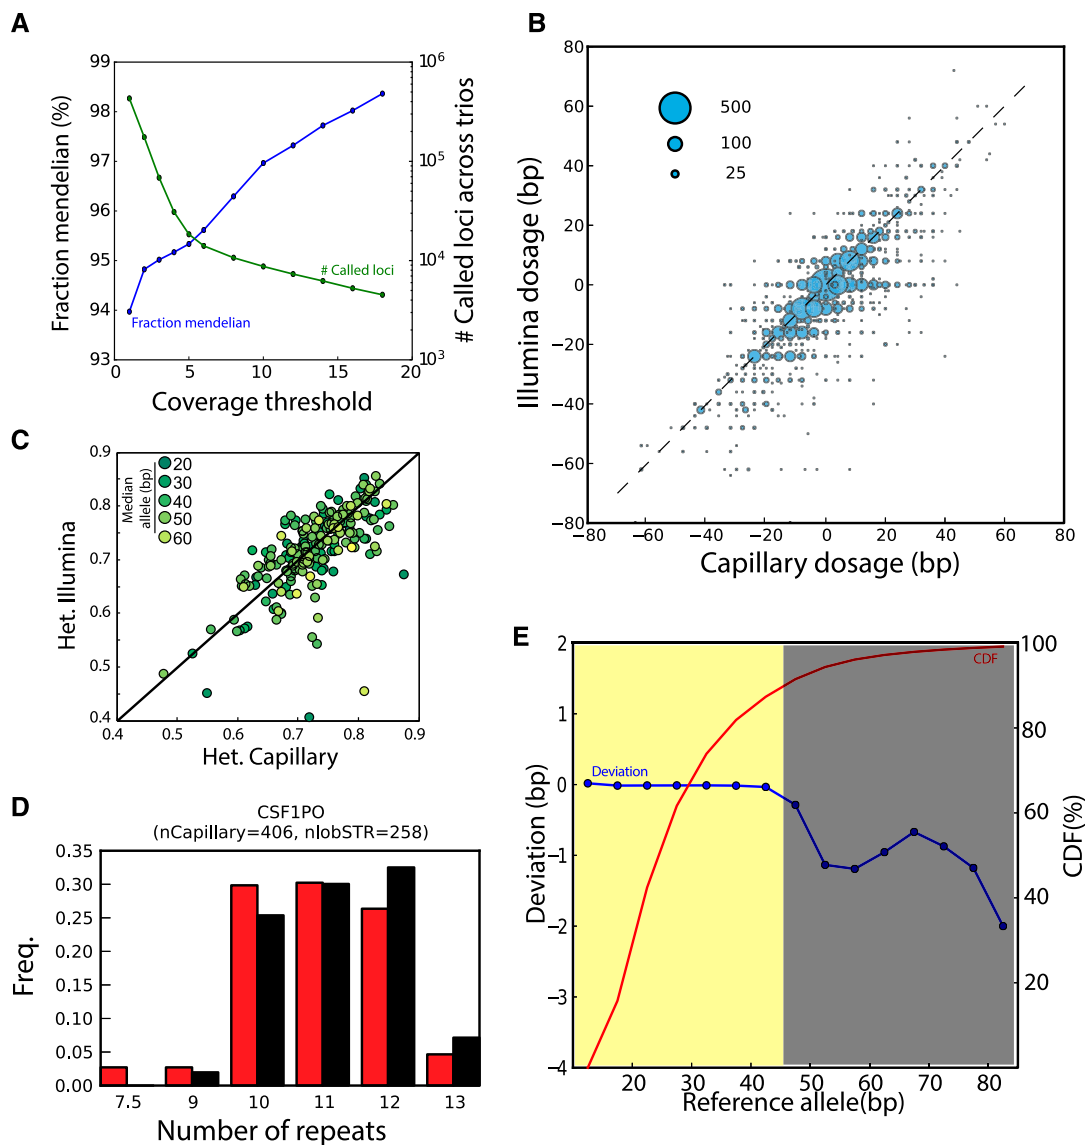 A
99
98
97
96
95
94
93
Fraction mendelian (%)
10^6
10^5
10^4
10^3
# Called loci across trios
# Called loci
Fraction mendelian
0 5 10 15 20
Coverage threshold
B
80
60
40
20
0
−20
−40
−60
−80
Illumina dosage (bp)
500
100
25
−80 −60 −40 −20 0 20 40 60 80
Capillary dosage (bp)
C
0.9
0.8
0.7
0.6
0.5
0.4
Het. Illumina
Median
allele (bp)
20
30
40
50
60
0.4 0.5 0.6 0.7 0.8 0.9
Het. Capillary
D
CSF1PO
(nCapillary=406, nlobSTR=258)
0.35
0.30
0.25
0.20
0.15
0.10
0.05
0.00
Freq.
7.5 9 10 11 12 13
Number of repeats
E
2
1
0
−1
−2
−3
−4
Deviation (bp)
Deviation
CDF
100
80
60
40
20
CDF(%)
20 30 40 50 60 70 80
Reference allele(bp)